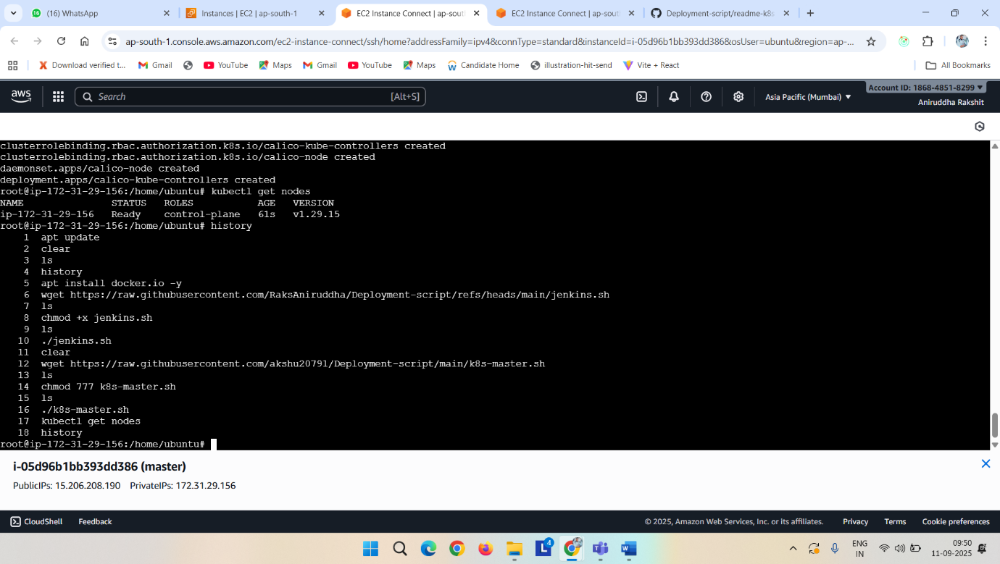 (16) WhatsApp
Instances | EC2 | ap-south-1
EC2 Instance Connect | ap-sout
EC2 Instance Connect | ap-sout
Deployment-script/readme-k8s
ap-south-1.console.aws.amazon.com/ec2-instance-connect/ssh/home?addressFamily=ipv4&connType=standard&instanceId=i-05d96b1bb393dd386&osUser=ubuntu&region=ap-...
Download verified t...
Gmail
YouTube
Maps
Gmail
YouTube
Maps
Candidate Home
illustration-hit-send
Vite + React
All Bookmarks
aws
Search
[Alt+S]
Asia Pacific (Mumbai)
Account ID: 1868-4851-8299
Aniruddha Rakshit
clusterrolebinding.rbac.authorization.k8s.io/calico-kube-controllers created
clusterrolebinding.rbac.authorization.k8s.io/calico-node created
daemonset.apps/calico-node created
deployment.apps/calico-kube-controllers created
root@ip-172-31-29-156:/home/ubuntu# kubectl get nodes
NAME STATUS ROLES AGE VERSION
ip-172-31-29-156 Ready control-plane 61s v1.29.15
root@ip-172-31-29-156:/home/ubuntu# history
1 apt update
2 clear
3 ls
4 history
5 apt install docker.io -y
6 wget https://raw.githubusercontent.com/RaksAniruddha/Deployment-script/refs/heads/main/jenkins.sh
7 ls
8 chmod +x jenkins.sh
9 ls
10 ./jenkins.sh
11 clear
12 wget https://raw.githubusercontent.com/akshu20791/Deployment-script/main/k8s-master.sh
13 ls
14 chmod 777 k8s-master.sh
15 ls
16 ./k8s-master.sh
17 kubectl get nodes
18 history
root@ip-172-31-29-156:/home/ubuntu#
i-05d96b1bb393dd386 (master)
PublicIPs: 15.206.208.190 PrivateIPs: 172.31.29.156
CloudShell
Feedback
© 2025, Amazon Web Services, Inc. or its affiliates.
Privacy
Terms
Cookie preferences
L
4
W
ENG
IN
09:50
11-09-2025